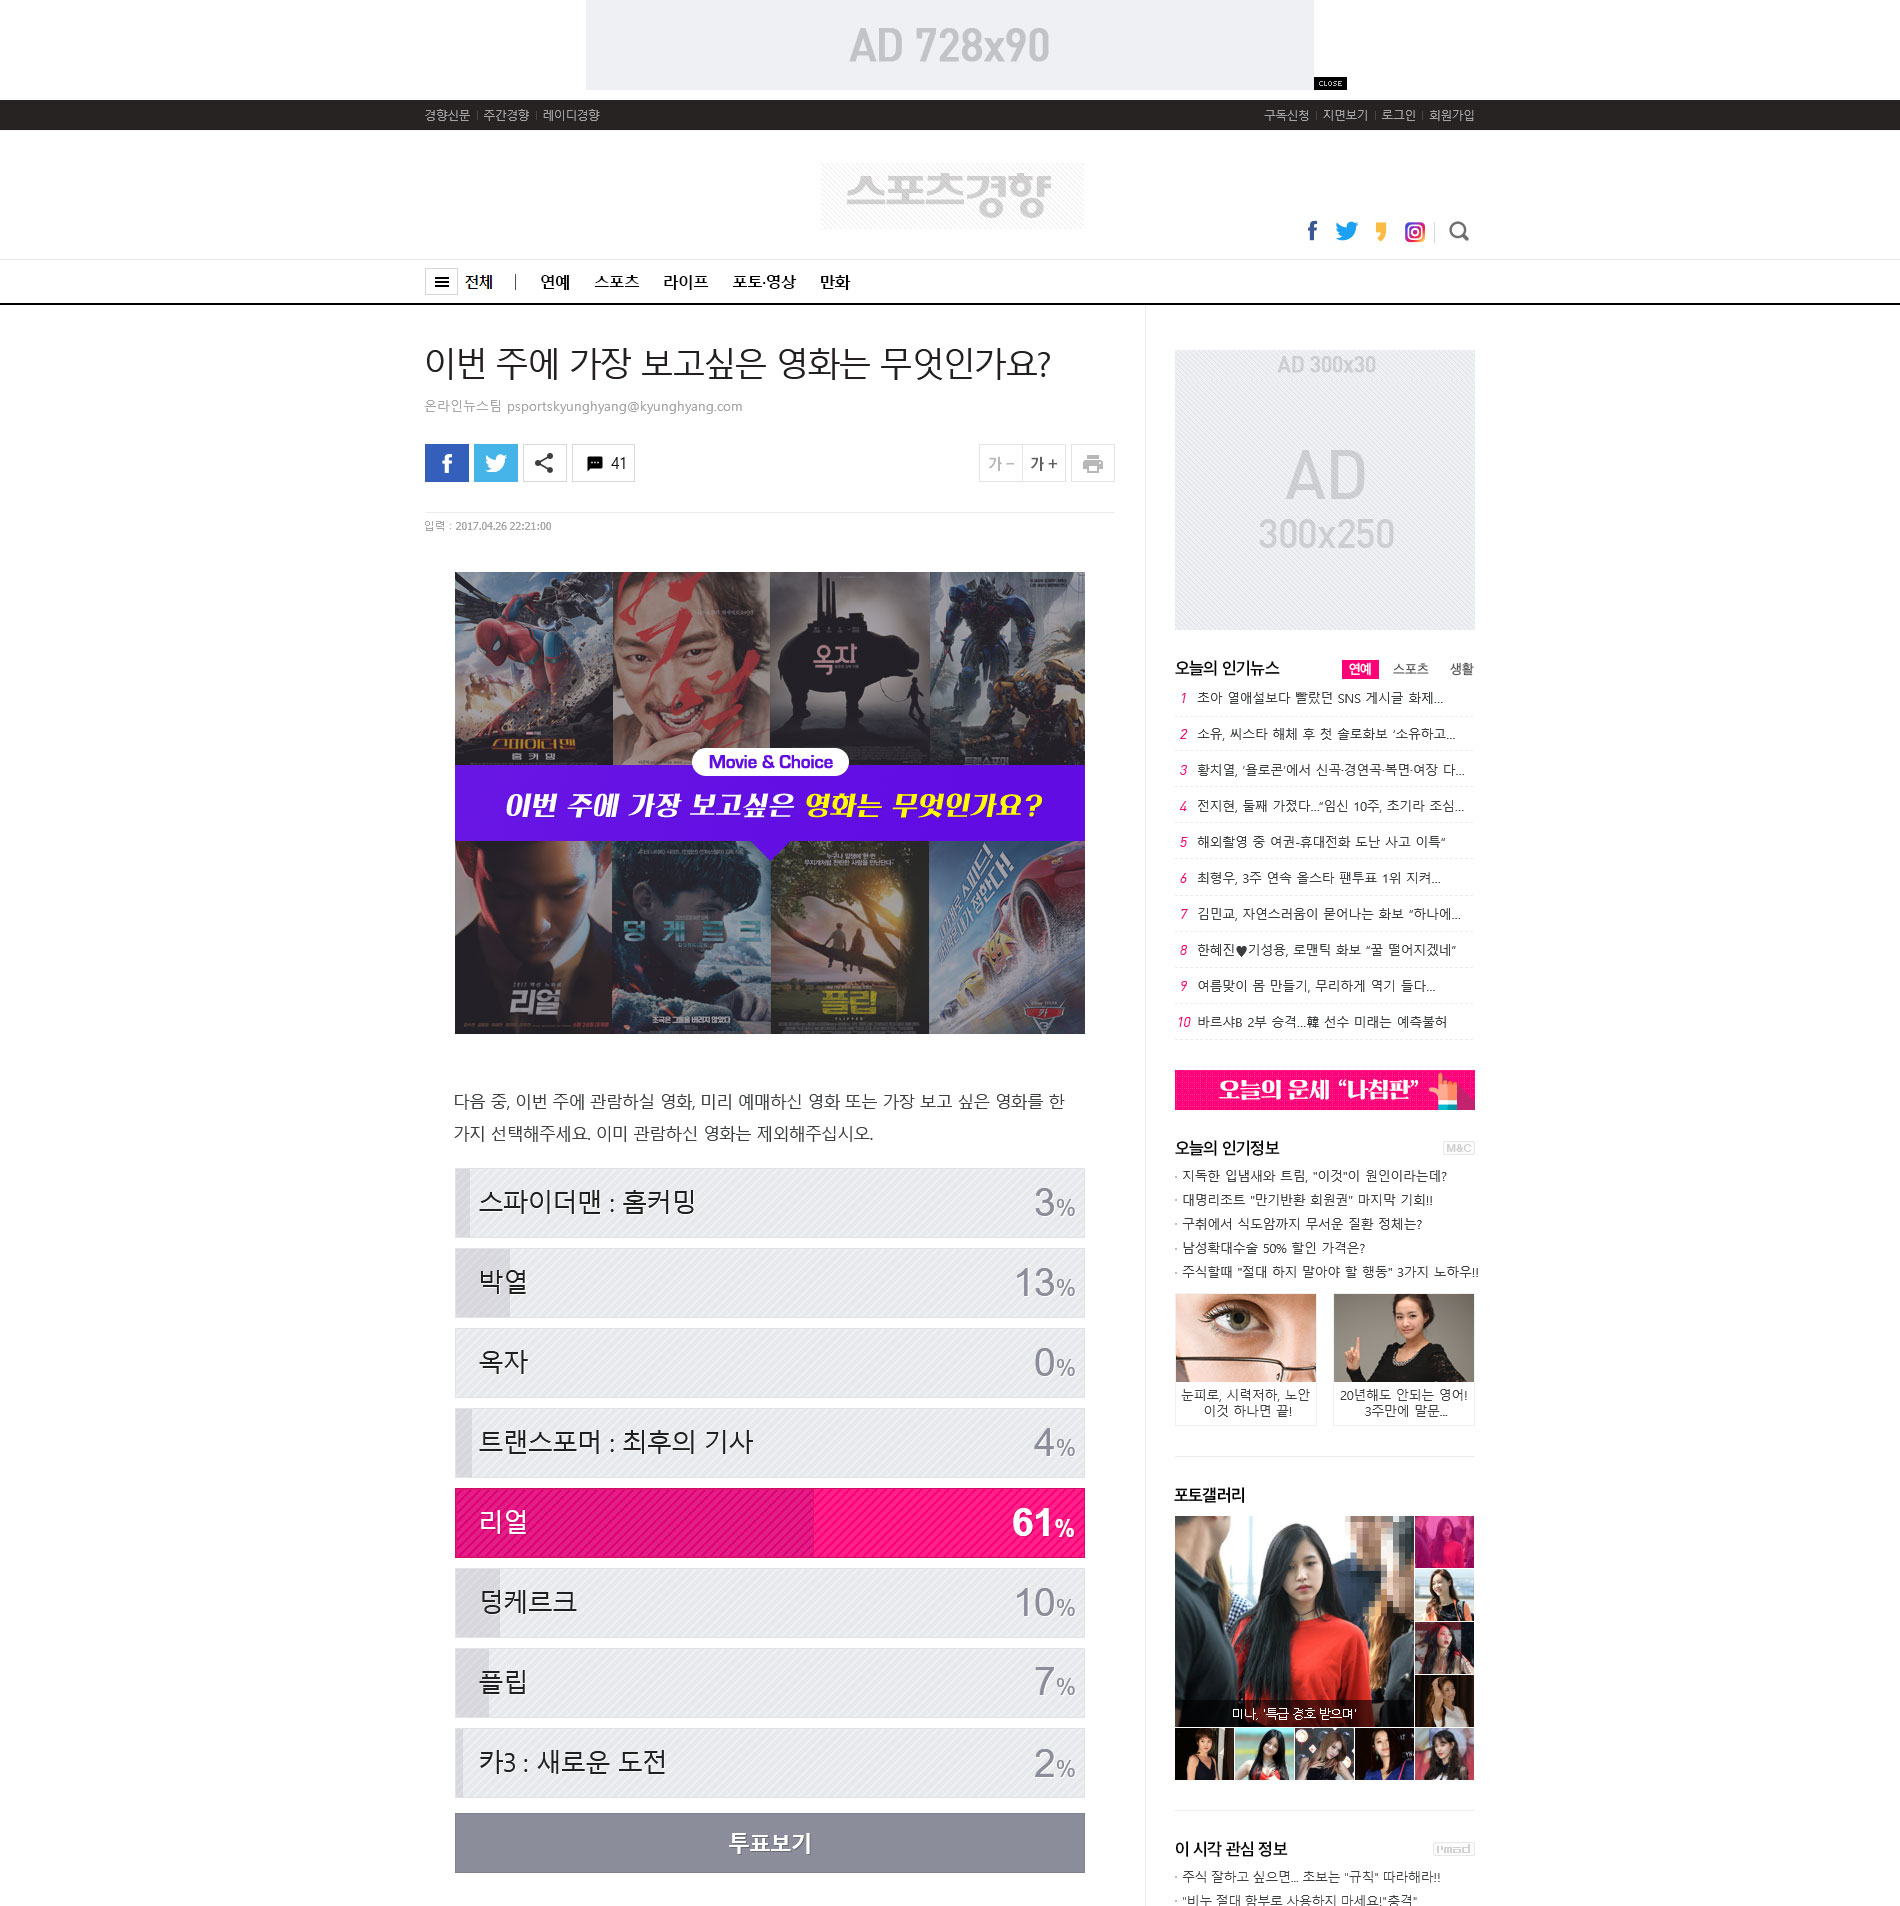 AD 728x90
CLOSE
경향신문 주간경향 레이디경향
구독신청 지면보기 로그인 회원가입
스포츠경향
전체 연예 스포츠 라이프 포토·영상 만화
이번 주에 가장 보고싶은 영화는 무엇인가요?
온라인뉴스팀 psportskyunghyang@kyunghyang.com
41
가 - 가 +
입력 : 2017.04.26 22:21:00
옥자
스파이더맨
홈커밍
트랜스포머
Movie & Choice
이번 주에 가장 보고싶은 영화는 무엇인가요?
덩케르크
리얼
조국은 그들을 버리지 않았다
플립
FLIPPED
카
3
다음 중, 이번 주에 관람하실 영화, 미리 예매하신 영화 또는 가장 보고 싶은 영화를 한
가지 선택해주세요. 이미 관람하신 영화는 제외해주십시오.
스파이더맨 : 홈커밍 3%
박열 13%
옥자 0%
트랜스포머 : 최후의 기사 4%
리얼 61%
덩케르크 10%
플립 7%
카3 : 새로운 도전 2%
투표보기
AD 300x30
AD
300x250
오늘의 인기뉴스 연예 스포츠 생활
1 초아 열애설보다 빨랐던 SNS 게시글 화제...
2 소유, 씨스타 해체 후 첫 솔로화보 ‘소유하고...
3 황치열, ‘욜로콘’에서 신곡·경연곡·복면·여장 다...
4 전지현, 둘째 가졌다...“임신 10주, 초기라 조심...
5 해외촬영 중 여권-휴대전화 도난 사고 이특“
6 최형우, 3주 연속 올스타 팬투표 1위 지켜...
7 김민교, 자연스러움이 묻어나는 화보 “하나에...
8 한혜진♥기성용, 로맨틱 화보 “꿀 떨어지겠네”
9 여름맞이 몸 만들기, 무리하게 역기 들다...
10 바르샤B 2부 승격...韓 선수 미래는 예측불허
오늘의 운세 “나침판”
오늘의 인기정보 M&C
· 지독한 입냄새와 트림, "이것"이 원인이라는데?
· 대명리조트 "만기반환 회원권" 마지막 기회!!
· 구취에서 식도암까지 무서운 질환 정체는?
· 남성확대수술 50% 할인 가격은?
· 주식할때 "절대 하지 말아야 할 행동" 3가지 노하우!!
눈피로, 시력저하, 노안
이것 하나면 끝!
20년해도 안되는 영어!
3주만에 말문...
포토갤러리
미나, '특급 경호 받으며'
이 시각 관심 정보
· 주식 잘하고 싶으면... 초보는 "규칙" 따라해라!!
· "비누 절대 함부로 사용하지 마세요!"충격"